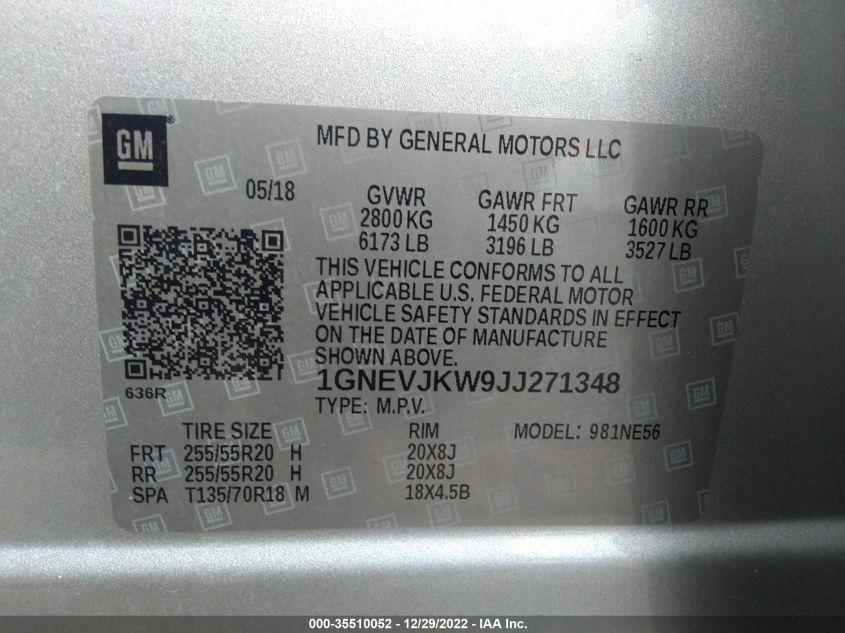 GM ®
MFD BY GENERAL MOTORS LLC
05/18 GVWR GAWR FRT GAWR RR
2800 KG 1450 KG 1600 KG
6173 LB 3196 LB 3527 LB
THIS VEHICLE CONFORMS TO ALL
APPLICABLE U.S. FEDERAL MOTOR
VEHICLE SAFETY STANDARDS IN EFFECT
ON THE DATE OF MANUFACTURE
SHOWN ABOVE.
636R 1GNEVJKW9JJ271348
TYPE: M.P.V.
TIRE SIZE RIM MODEL: 981NE56
FRT 255/55R20 H 20X8J
RR 255/55R20 H 20X8J
SPA T135/70R18 M 18X4.5B
000-35510052 - 12/29/2022 - IAA Inc.